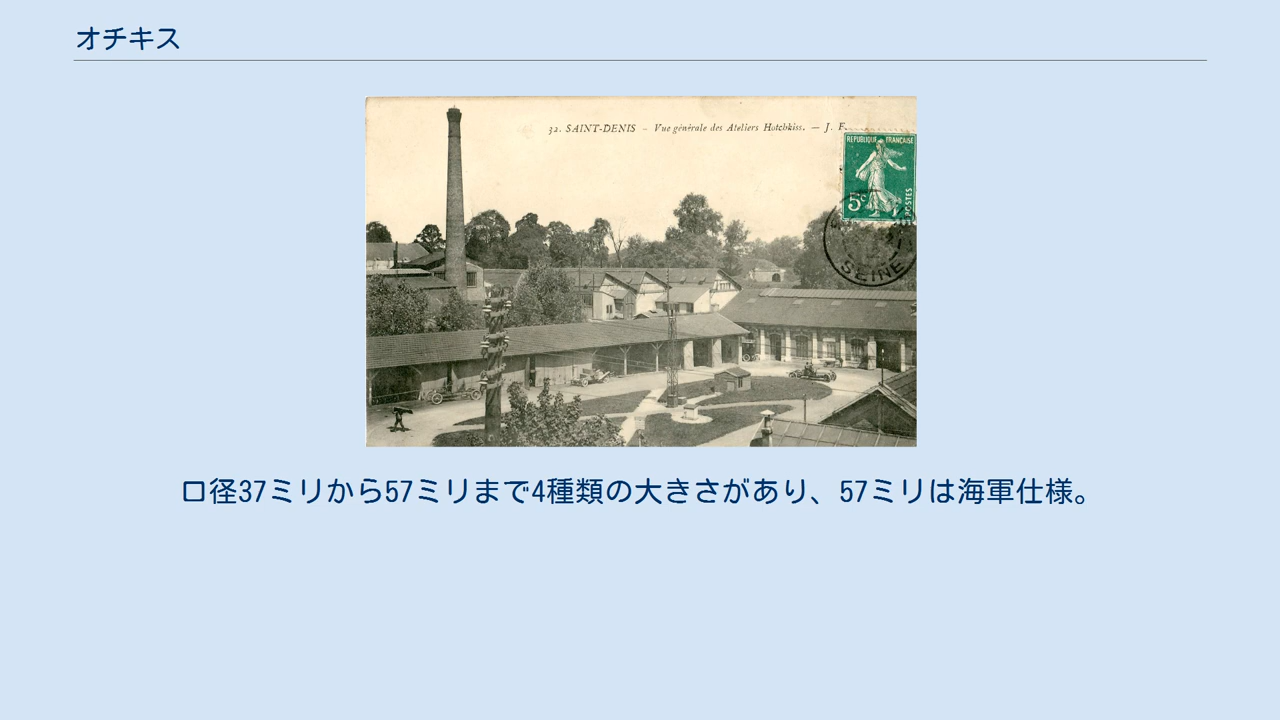 オチキス
32. SAINT-DENIS – Vue générale des Ateliers Hotchkiss. — J. F.
REPUBLIQUE FRANÇAISE
5c
POSTES
SEINE
口径37ミリから57ミリまで4種類の大きさがあり、57ミリは海軍仕様。